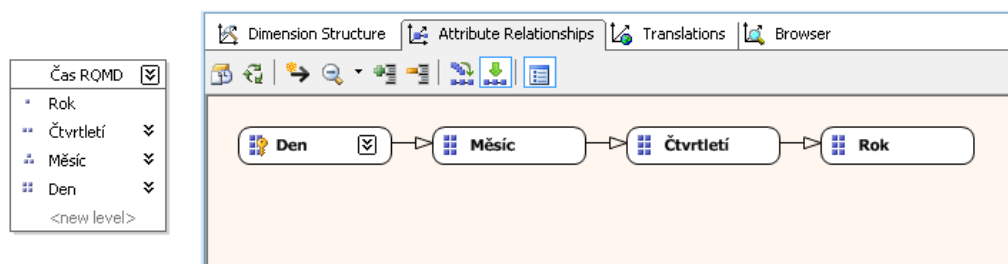 Čas RQMD
Rok
Čtvrtletí
Měsíc
Den
<new level>
Dimension Structure Attribute Relationships Translations Browser
Den Měsíc Čtvrtletí Rok